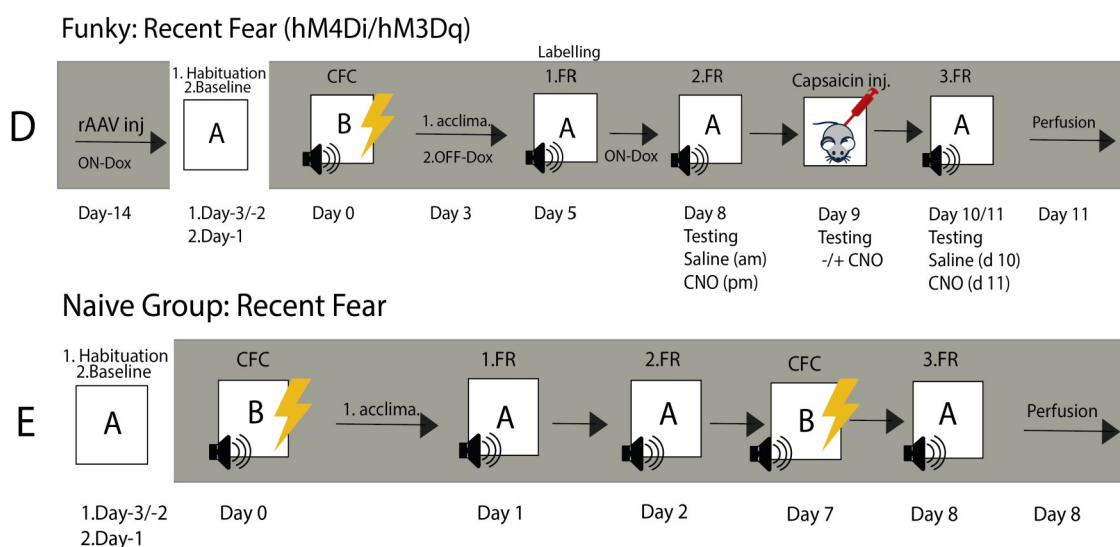 Funky: Recent Fear (hM4Di/hM3Dq)
D
rAAV inj
ON-Dox
Day-14
1. Habituation
2.Baseline
A
1.Day-3/-2
2.Day-1
CFC
B
Day 0
1. acclima.
2.OFF-Dox
Day 3
Labelling
1.FR
A
Day 5
ON-Dox
2.FR
A
Day 8
Testing
Saline (am)
CNO (pm)
Capsaicin inj.
Day 9
Testing
-/+ CNO
3.FR
A
Day 10/11
Testing
Saline (d 10)
CNO (d 11)
Perfusion
Day 11
Naive Group: Recent Fear
E
1. Habituation
2.Baseline
A
1.Day-3/-2
2.Day-1
CFC
B
Day 0
1. acclima.
1.FR
A
Day 1
2.FR
A
Day 2
CFC
B
Day 7
3.FR
A
Day 8
Perfusion
Day 8